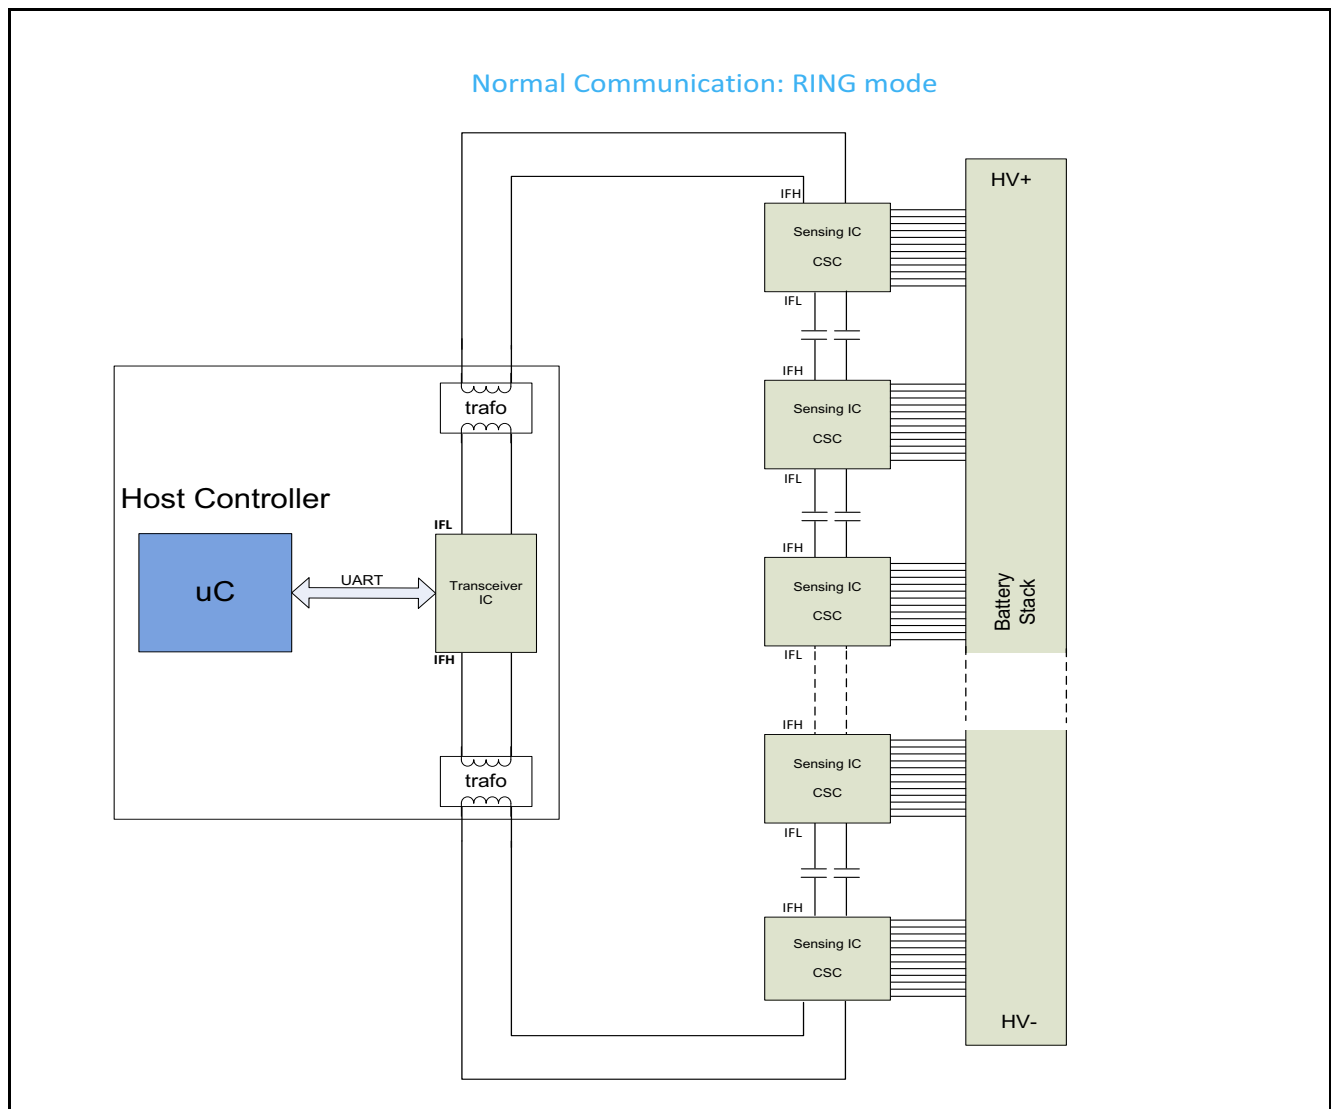 Normal Communication: RING mode
IFH
Sensing IC
CSC
IFL
HV+
IFH
Sensing IC
CSC
IFL
trafo
Host Controller
uC
UART
IFL
Transceiver
IC
IFH
trafo
IFH
Sensing IC
CSC
IFL
Battery
Stack
IFH
Sensing IC
CSC
IFL
IFH
Sensing IC
CSC
HV-